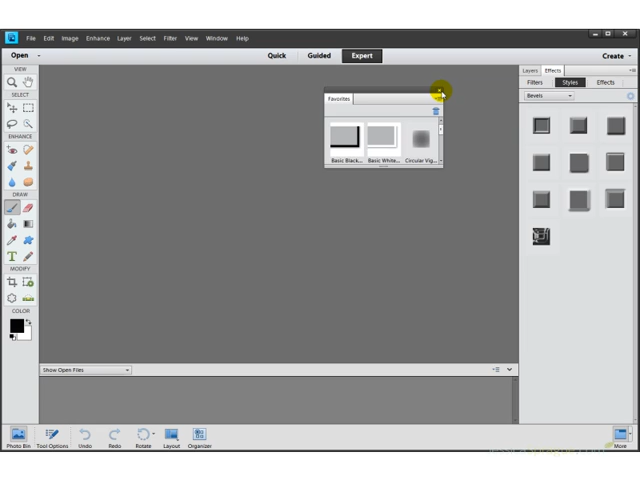 File Edit Image Enhance Layer Select Filter View Window Help
Open Quick Guided Expert Create
VIEW
SELECT
ENHANCE
DRAW
MODIFY
COLOR
Favorites
Basic Black... Basic White... Circular Vig...
Layers Effects
Filters Styles Effects
Bevels
Show Open Files
Photo Bin Tool Options Undo Redo Rotate Layout Organizer More